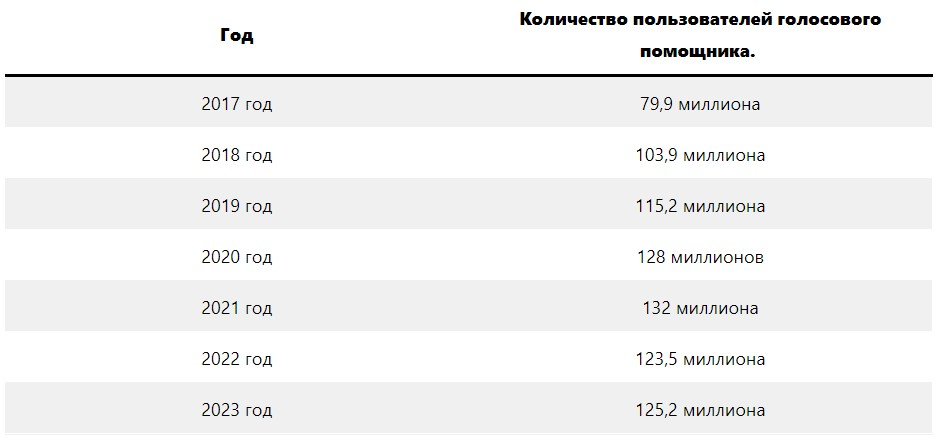 Год
Количество пользователей голосового
помощника.
2017 год
79,9 миллиона
2018 год
103,9 миллиона
2019 год
115,2 миллиона
2020 год
128 миллионов
2021 год
132 миллиона
2022 год
123,5 миллиона
2023 год
125,2 миллиона